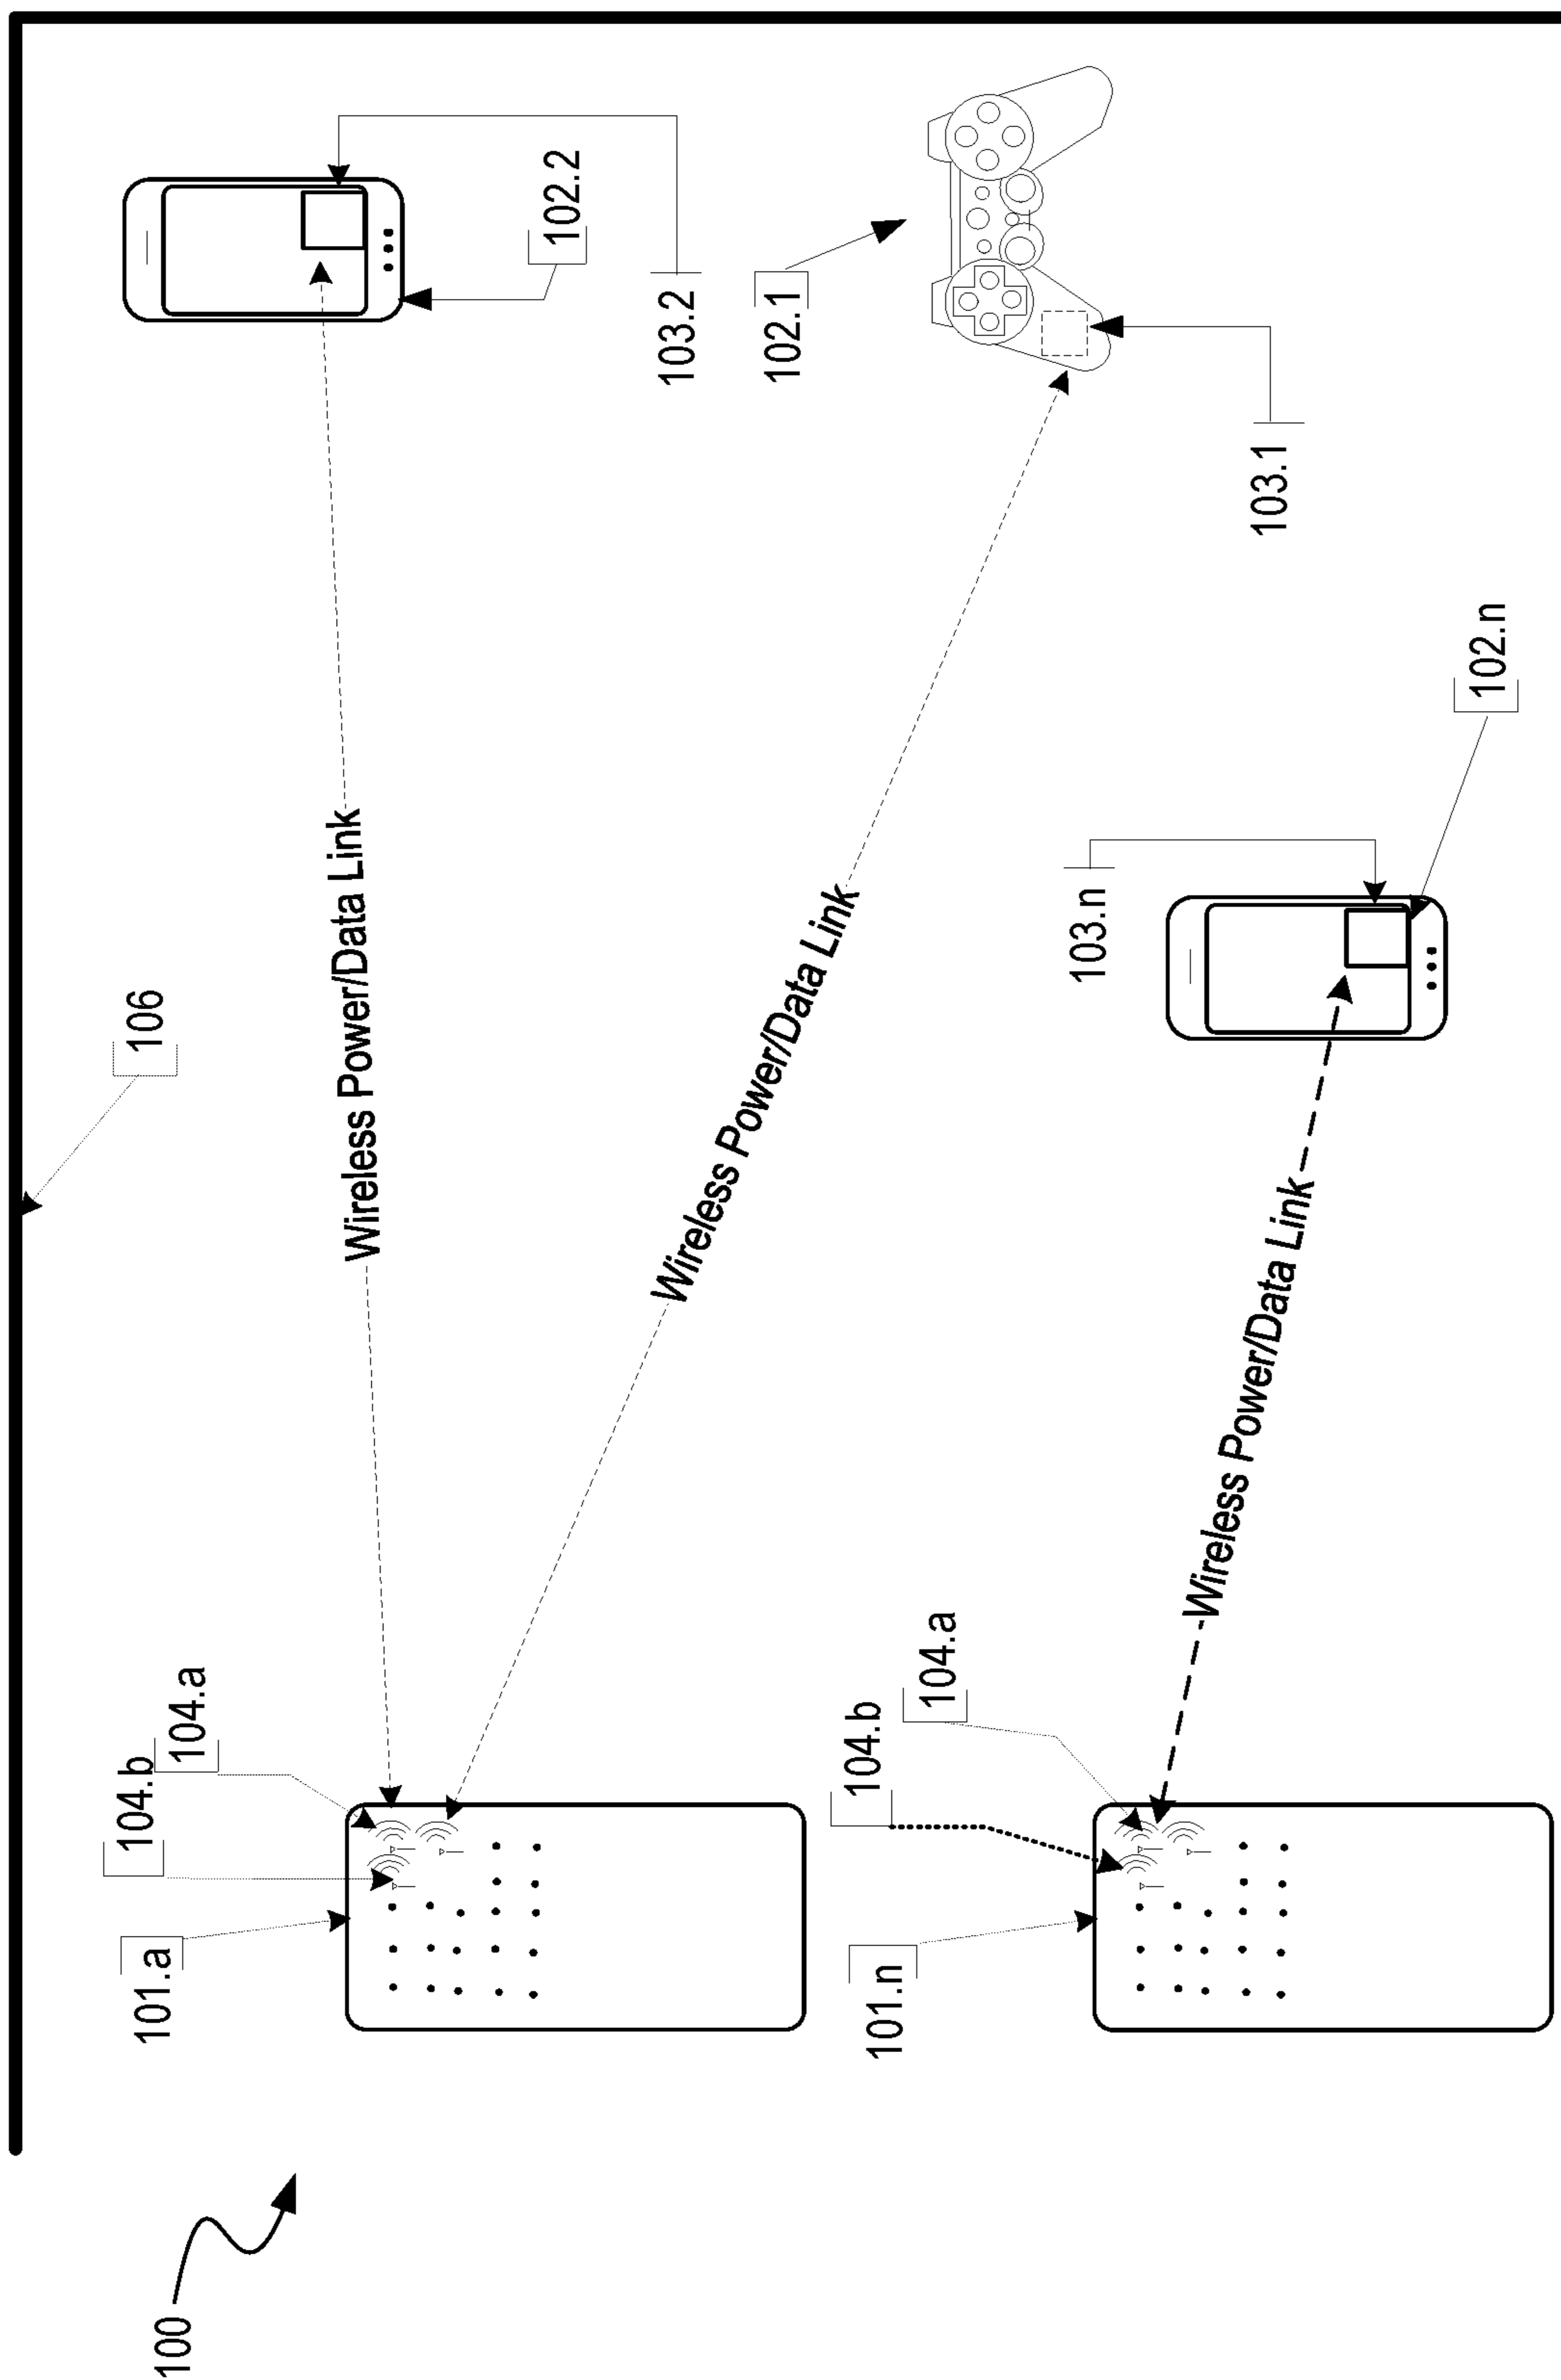 100
101.a
104.b
104.a
106
Wireless Power/Data Link
102.2
103.2
Wireless Power/Data Link
102.1
101.n
104.b
104.a
103.n
Wireless Power/Data Link
103.1
102.n